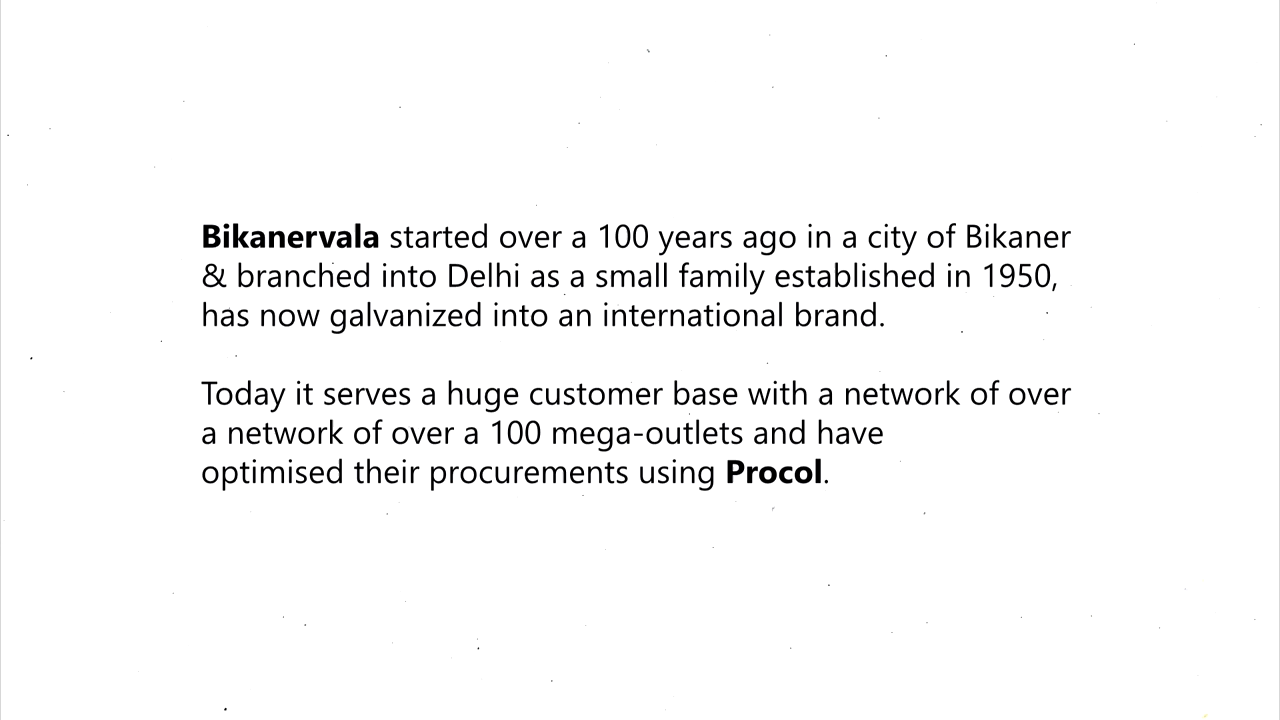 Bikanervala started over a 100 years ago in a city of Bikaner
& branched into Delhi as a small family established in 1950,
has now galvanized into an international brand.
Today it serves a huge customer base with a network of over
a network of over a 100 mega-outlets and have
optimised their procurements using Procol.